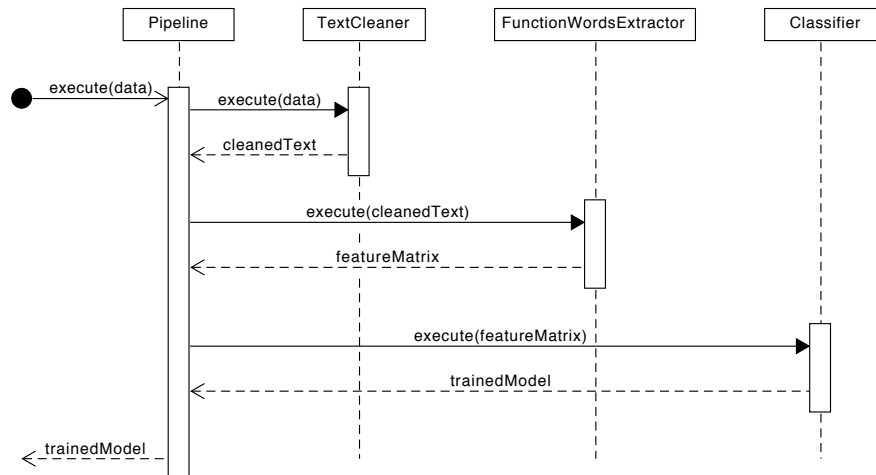 Pipeline
TextCleaner
FunctionWordsExtractor
Classifier
execute(data)
execute(data)
cleanedText
execute(cleanedText)
featureMatrix
execute(featureMatrix)
trainedModel
trainedModel